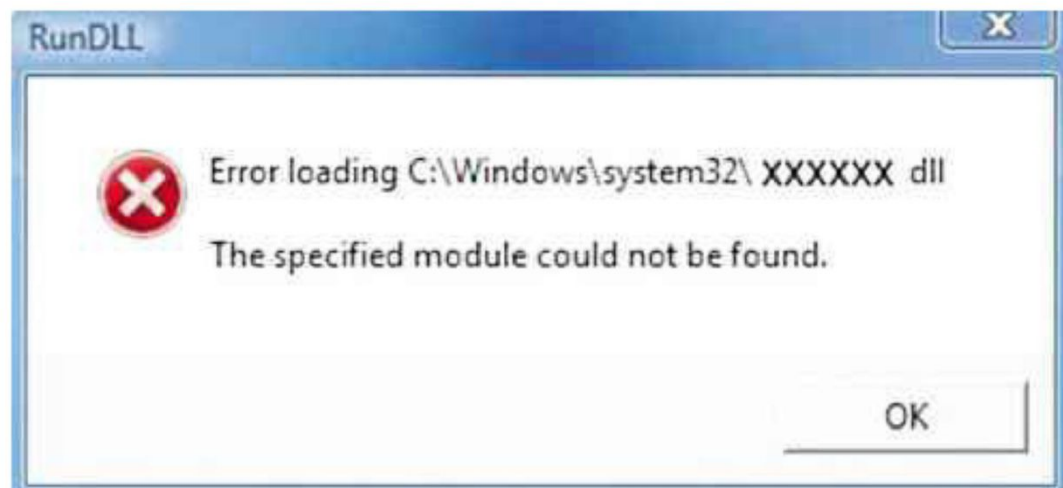 RunDLL
Error loading C:\Windows\system32\ XXXXXX dll
The specified module could not be found.
OK